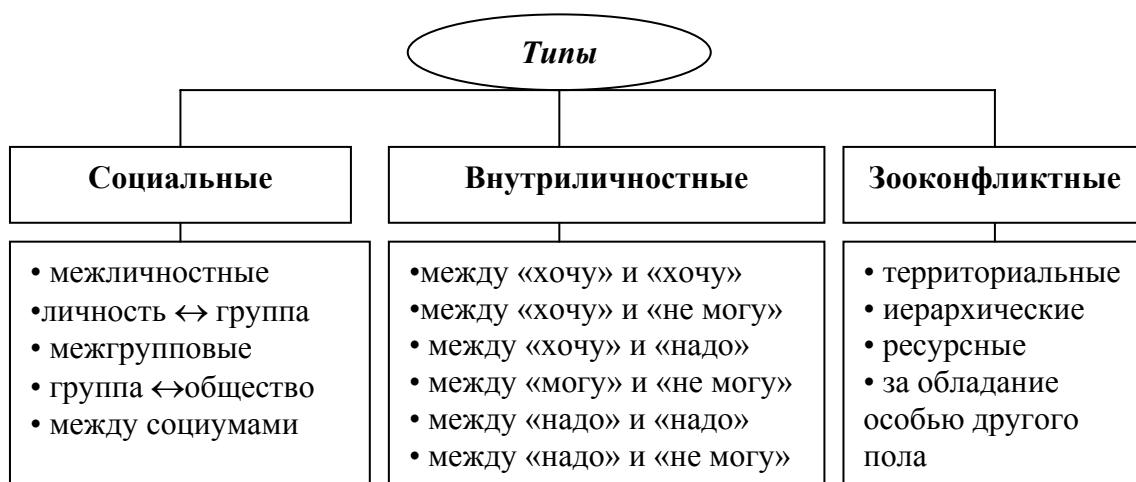 Типы
Социальные
• межличностные
•личность ↔ группа
• межгрупповые
• группа ↔общество
• между социумами
Внутриличностные
•между «хочу» и «хочу»
•между «хочу» и «не могу»
• между «хочу» и «надо»
• между «могу» и «не могу»
• между «надо» и «надо»
• между «надо» и «не могу»
Зооконфликтные
• территориальные
• иерархические
• ресурсные
• за обладание
особью другого
пола